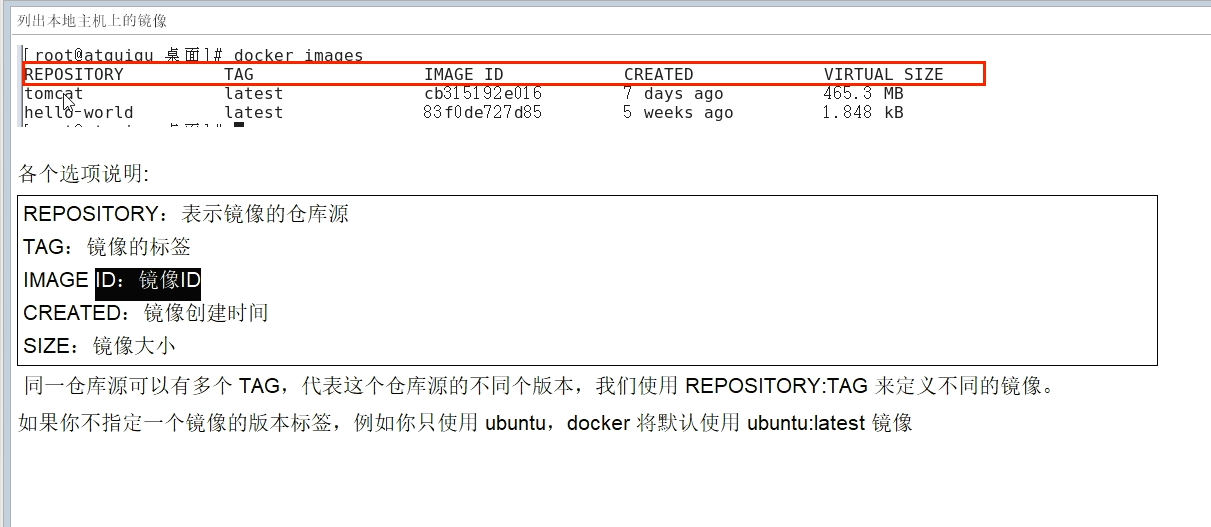 列出本地主机上的镜像
[ root@atguigu 桌面]# docker images
REPOSITORY TAG IMAGE ID CREATED VIRTUAL SIZE
tomcat latest cb315192e016 7 days ago 465.3 MB
hello-world latest 83f0de727d85 5 weeks ago 1.848 kB
各个选项说明:
REPOSITORY：表示镜像的仓库源
TAG：镜像的标签
IMAGE ID：镜像ID
CREATED：镜像创建时间
SIZE：镜像大小
同一仓库源可以有多个 TAG，代表这个仓库源的不同个版本，我们使用 REPOSITORY:TAG 来定义不同的镜像。
如果你不指定一个镜像的版本标签，例如你只使用 ubuntu，docker 将默认使用 ubuntu:latest 镜像